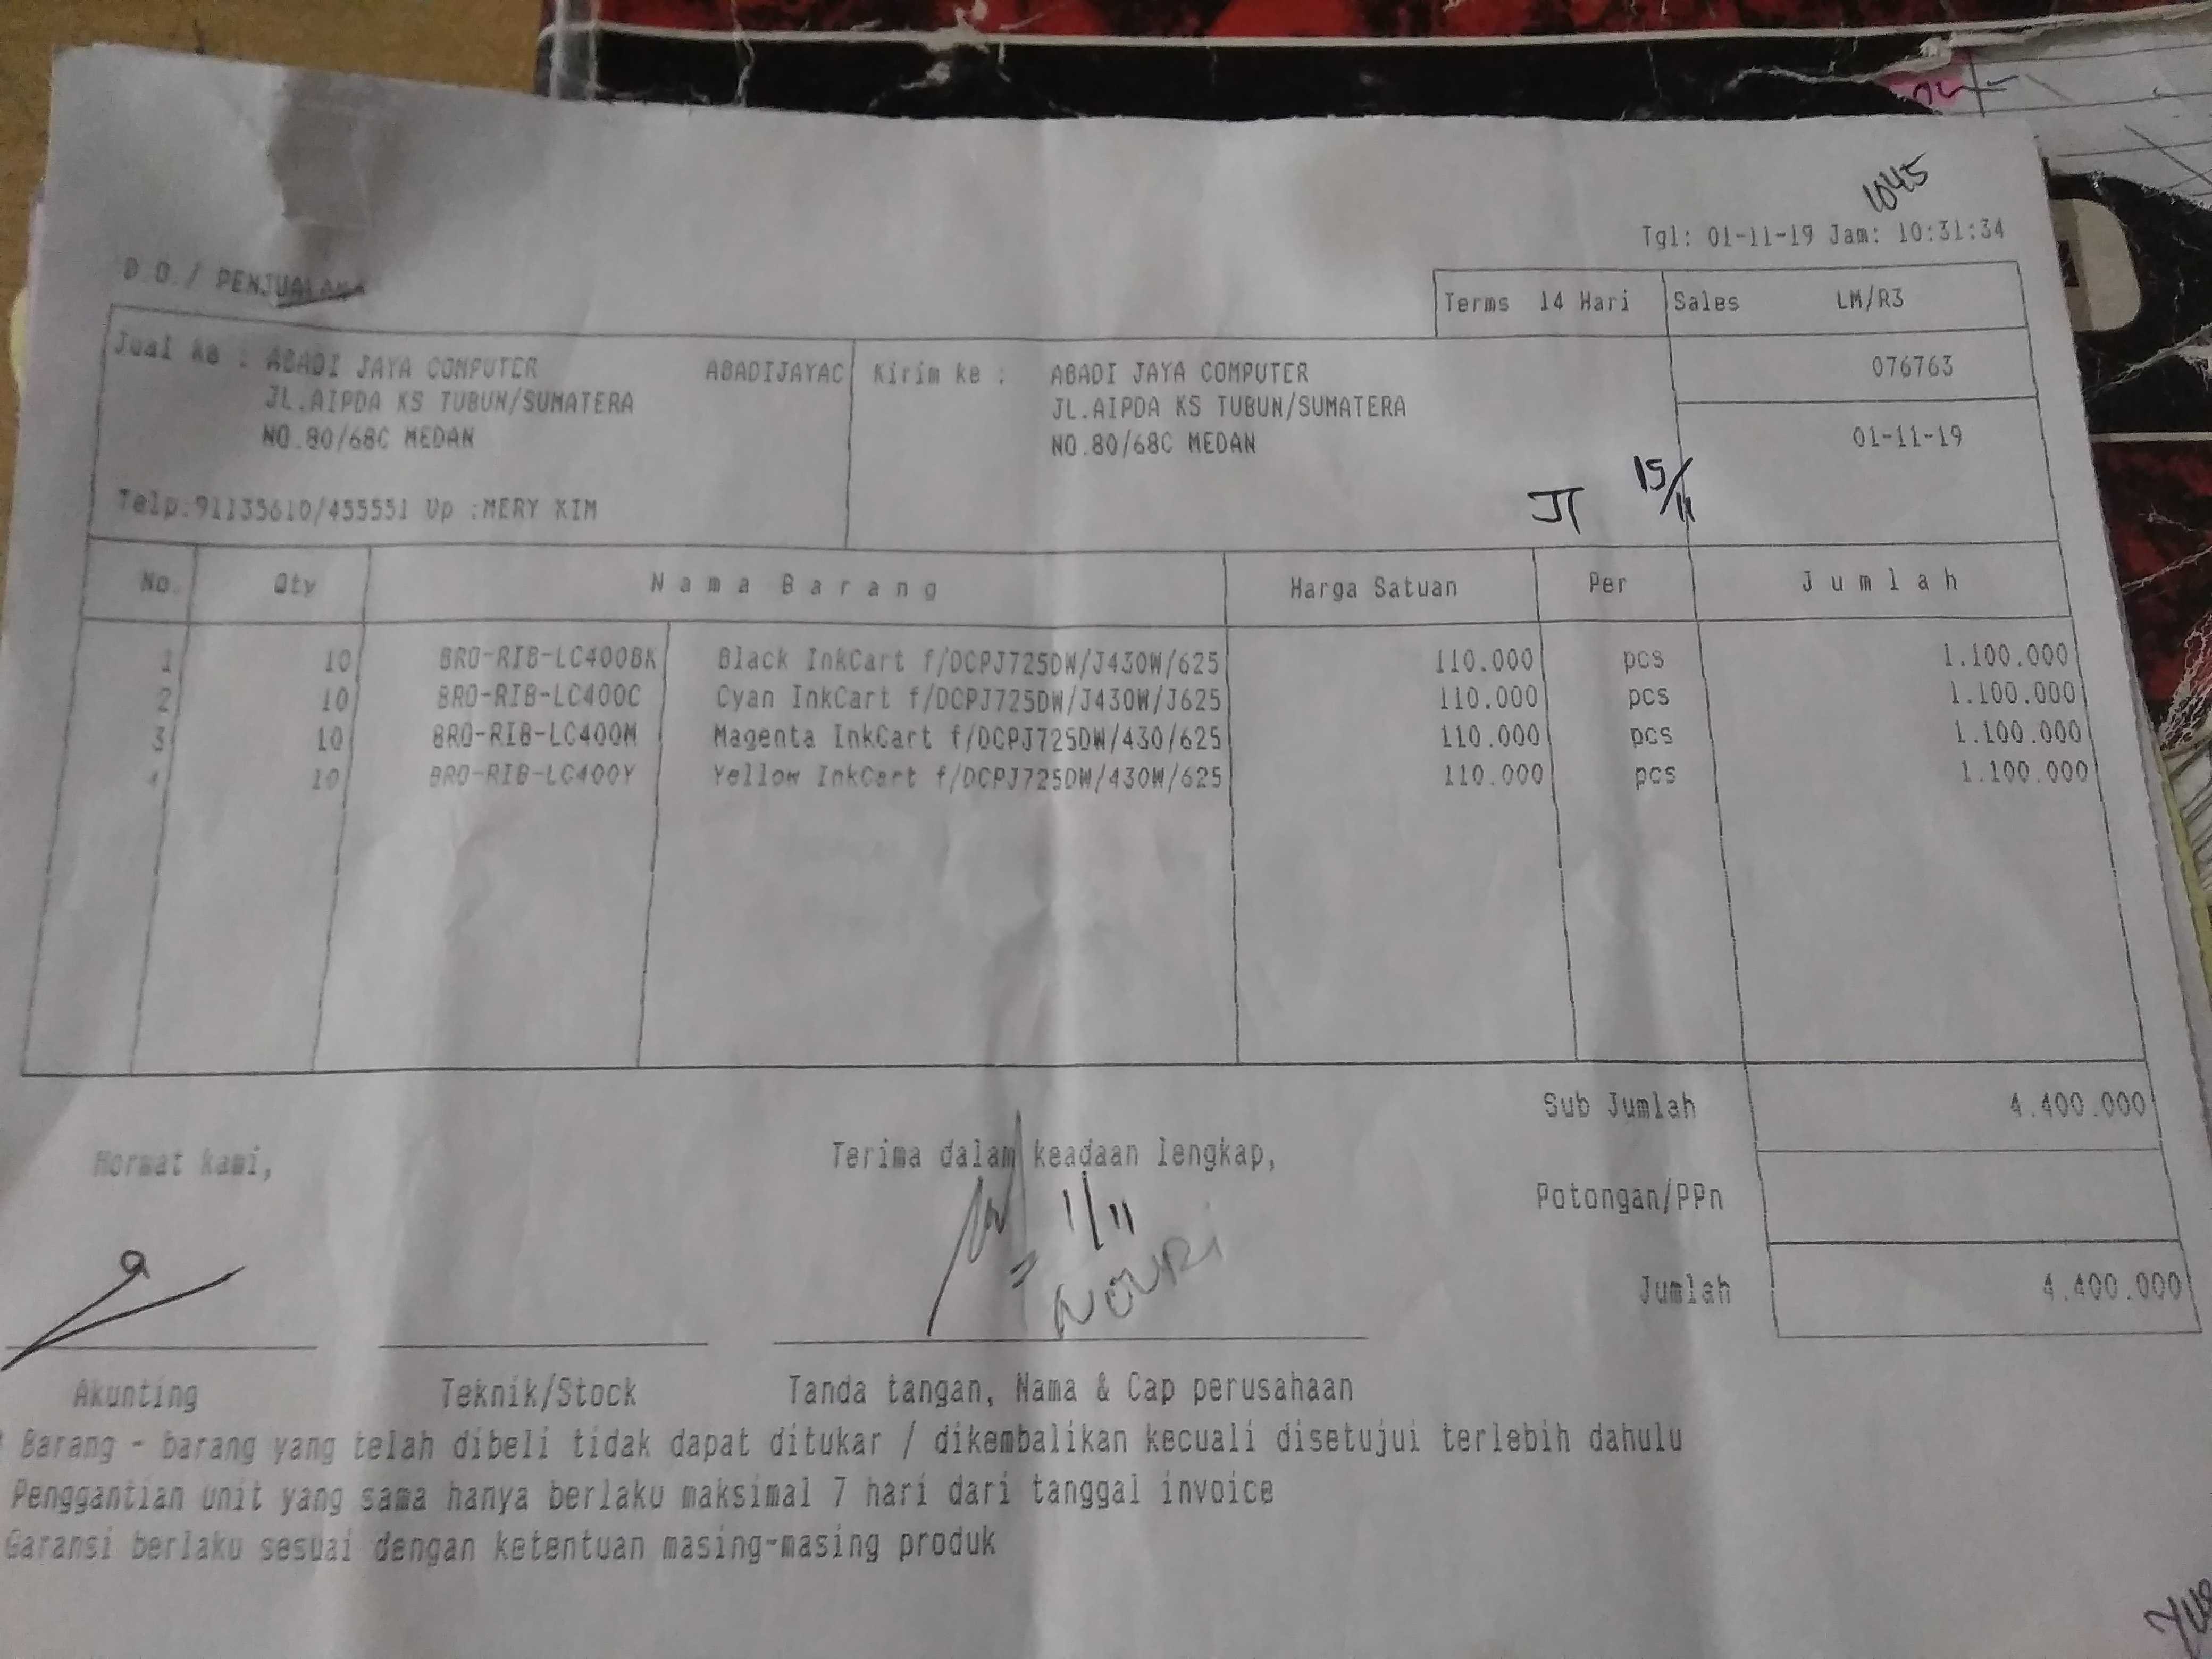 1045
Tgl: 01-11-19 Jam: 10:31:34
D.O./ PENJUALAN
Terms 14 Hari Sales LM/R3
Jual ke : ABADI JAYA COMPUTER ABADIJAYAC Kirim ke : ABADI JAYA COMPUTER 076763
JL.AIPDA KS TUBUN/SUMATERA JL.AIPDA KS TUBUN/SUMATERA
NO.80/68C MEDAN NO.80/68C MEDAN 01-11-19
JT 15/11
Telp.91135610/455551 Up :MERY KIM
No. Qty Nama Barang Harga Satuan Per Jumlah
1 10 BRO-RIB-LC400BK Black InkCart f/DCPJ725DW/J430W/625 110.000 pcs 1.100.000
2 10 BRO-RIB-LC400C Cyan InkCart f/DCPJ725DW/J430W/J625 110.000 pcs 1.100.000
3 10 BRO-RIB-LC400M Magenta InkCart f/DCPJ725DW/430/625 110.000 pcs 1.100.000
4 10 BRO-RIB-LC400Y Yellow InkCart f/DCPJ725DW/430W/625 110.000 pcs 1.100.000
Sub Jumlah 4.400.000
Hormat kami, Terima dalam keadaan lengkap,
Potongan/PPn
1/11
NOURI
Jumlah 4.400.000
Akunting Teknik/Stock Tanda tangan, Nama & Cap perusahaan
Barang - barang yang telah dibeli tidak dapat ditukar / dikembalikan kecuali disetujui terlebih dahulu
Penggantian unit yang sama hanya berlaku maksimal 7 hari dari tanggal invoice
Garansi berlaku sesuai dengan ketentuan masing-masing produk